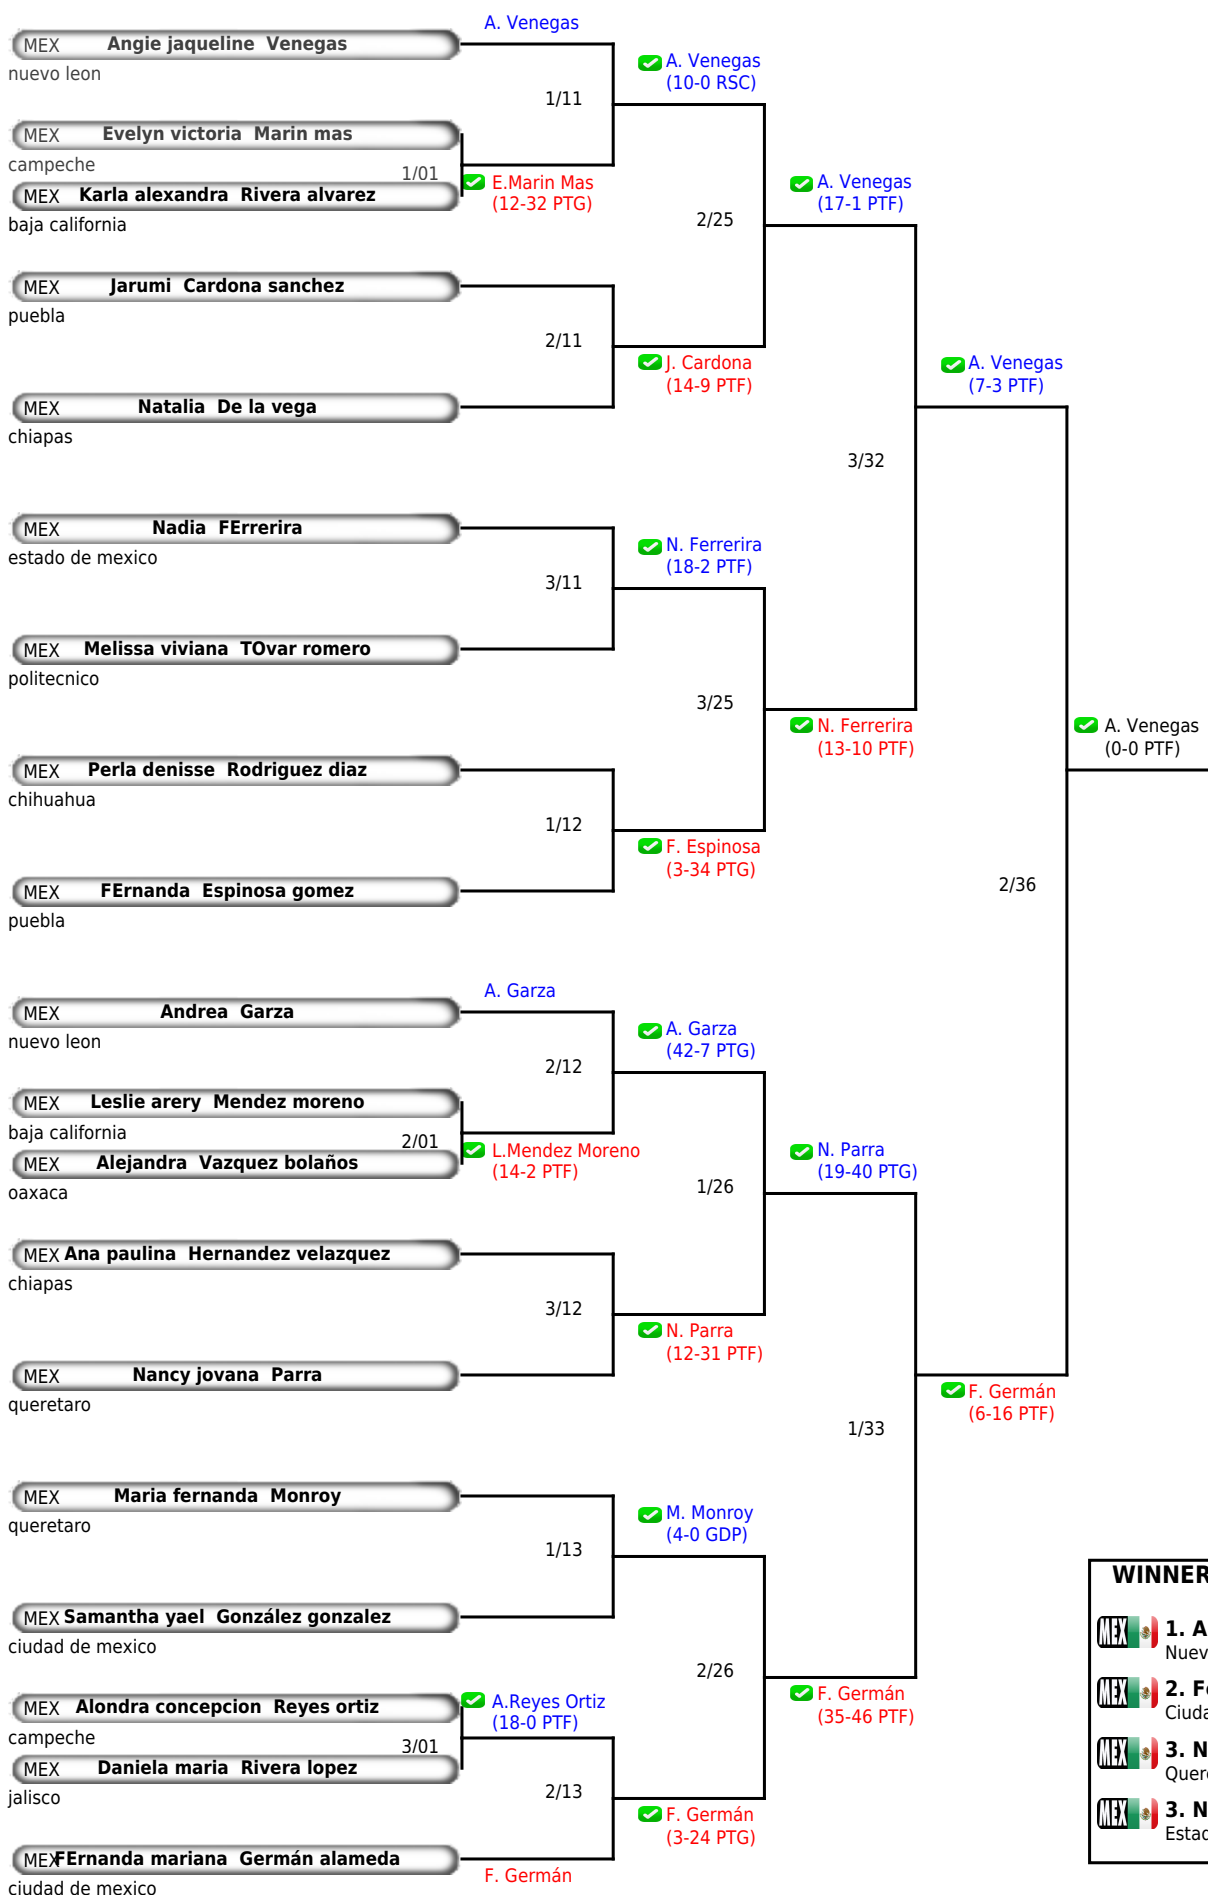 A. Venegas
MEX Angie jaqueline Venegas
nuevo leon
A. Venegas
(10-0 RSC)
1/11
MEX Evelyn victoria Marin mas
campeche
1/01
E.Marin Mas
(12-32 PTG)
MEX Karla alexandra Rivera alvarez
baja california
A. Venegas
(17-1 PTF)
2/25
MEX Jarumi Cardona sanchez
puebla
2/11
J. Cardona
(14-9 PTF)
A. Venegas
(7-3 PTF)
MEX Natalia De la vega
chiapas
3/32
MEX Nadia FErrerira
estado de mexico
N. Ferrerira
(18-2 PTF)
3/11
MEX Melissa viviana TOvar romero
politecnico
3/25
N. Ferrerira
(13-10 PTF)
A. Venegas
(0-0 PTF)
MEX Perla denisse Rodriguez diaz
chihuahua
1/12
F. Espinosa
(3-34 PTG)
2/36
MEX FErnanda Espinosa gomez
puebla
A. Garza
MEX Andrea Garza
nuevo leon
A. Garza
(42-7 PTG)
2/12
MEX Leslie arery Mendez moreno
baja california
2/01
L.Mendez Moreno
(14-2 PTF)
MEX Alejandra Vazquez bolaños
oaxaca
N. Parra
(19-40 PTG)
1/26
MEX Ana paulina Hernandez velazquez
chiapas
3/12
N. Parra
(12-31 PTF)
MEX Nancy jovana Parra
queretaro
F. Germán
(6-16 PTF)
1/33
MEX Maria fernanda Monroy
queretaro
M. Monroy
(4-0 GDP)
1/13
MEX Samantha yael González gonzalez
ciudad de mexico
2/26
F. Germán
(35-46 PTF)
MEX Alondra concepcion Reyes ortiz
campeche
A.Reyes Ortiz
(18-0 PTF)
3/01
MEX Daniela maria Rivera lopez
jalisco
2/13
F. Germán
(3-24 PTG)
MEX FErnanda mariana Germán alameda
ciudad de mexico
F. Germán
WINNER
MEX 1. A
Nuev
MEX 2. F
Ciuda
MEX 3. N
Quer
MEX 3. N
Estad